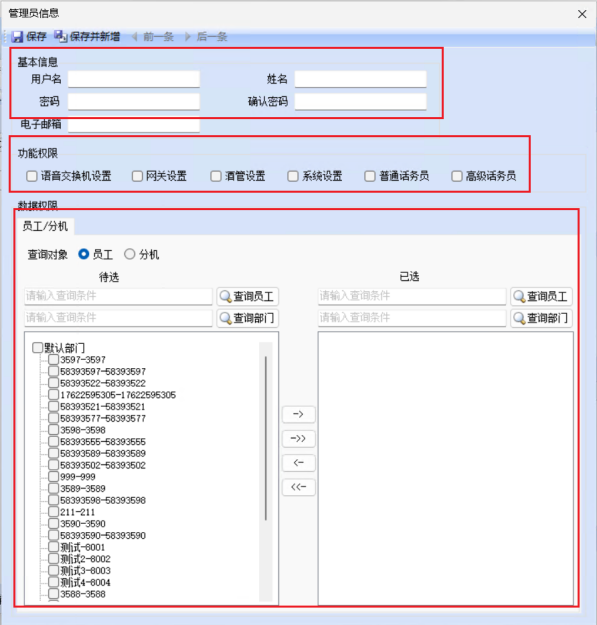 管理员信息
保存 保存并新增 前一条 后一条
基本信息
用户名 姓名
密码 确认密码
电子邮箱
功能权限
语音交换机设置 网关设置 酒管设置 系统设置 普通话务员 高级话务员
数据权限
员工/分机
查询对象 员工 分机
待选 已选
请输入查询条件 查询员工 请输入查询条件 查询员工
请输入查询条件 查询部门 请输入查询条件 查询部门
默认部门
3597-3597
58393597-58393597
58393522-58393522
17622595305-17622595305
58393521-58393521
58393577-58393577
3598-3598
58393555-58393555
58393589-58393589
58393502-58393502
999-999
3589-3589
58393598-58393598
211-211
3590-3590
58393590-58393590
测试-8001
测试2-8002
测试3-8003
测试4-8004
3588-3588
->
->>
<-
<<-